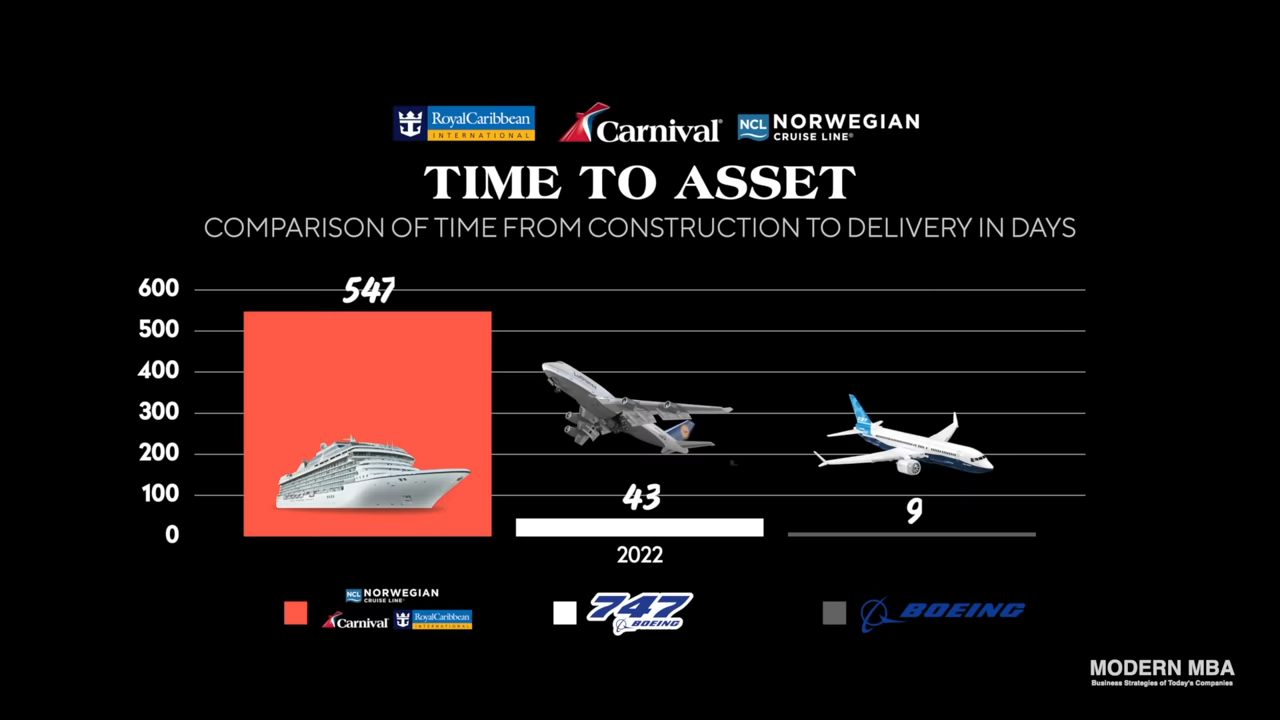 RoyalCaribbean
INTERNATIONAL
Carnival®
NCL NORWEGIAN
CRUISE LINE®
TIME TO ASSET
COMPARISON OF TIME FROM CONSTRUCTION TO DELIVERY IN DAYS
600
547
500
400
300
200
100
43
9
0
2022
NCL NORWEGIAN
CRUISE LINE
Carnival
RoyalCaribbean
INTERNATIONAL
747
BOEING
BOEING
MODERN MBA
Business Strategies of Today's Companies